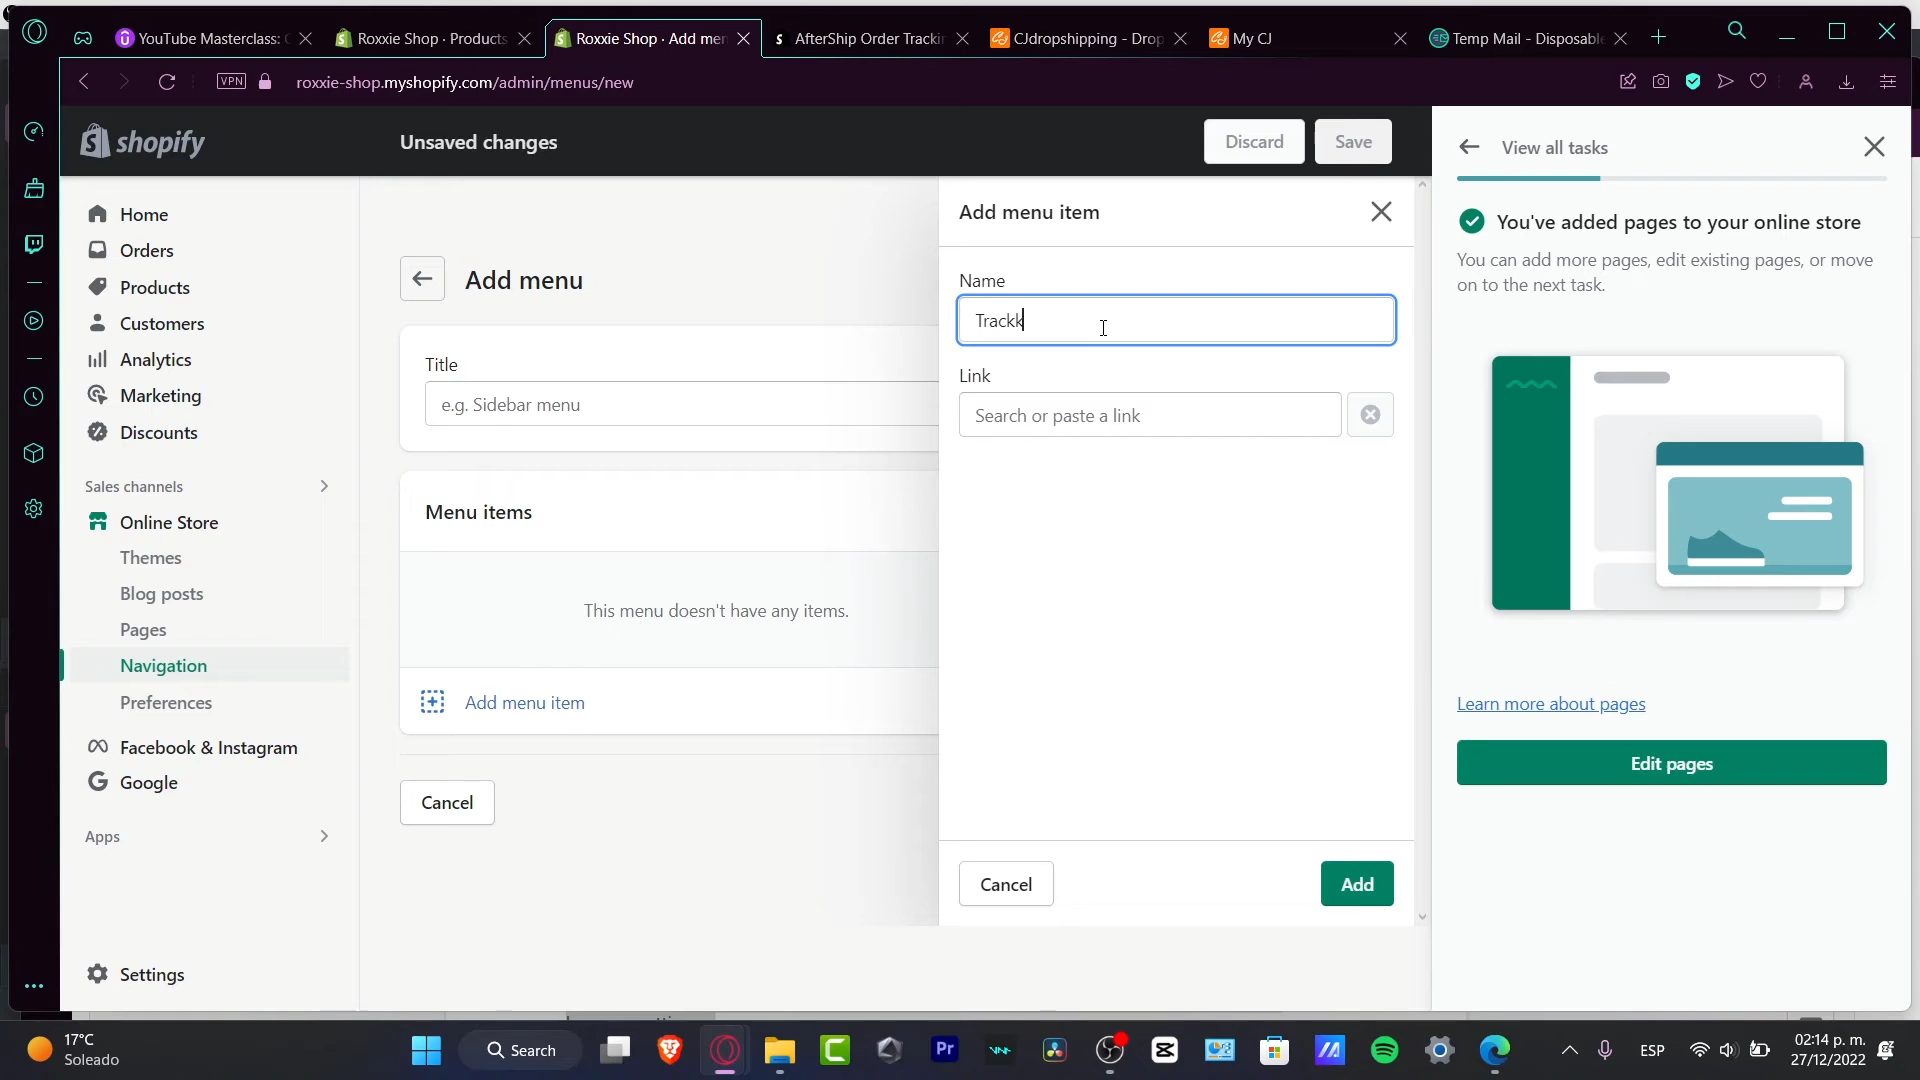 YouTube Masterclass: C
Roxxie Shop · Products
Roxxie Shop · Add men
AfterShip Order Trackin
CJdropshipping - Drop
My CJ
Temp Mail - Disposable
VPN
roxxie-shop.myshopify.com/admin/menus/new
shopify
Unsaved changes
Discard
Save
View all tasks
Home
Orders
Products
Customers
Analytics
Marketing
Discounts
Sales channels
Online Store
Themes
Blog posts
Pages
Navigation
Preferences
Facebook & Instagram
Google
Apps
Settings
Add menu
Title
e.g. Sidebar menu
Menu items
This menu doesn't have any items.
Add menu item
Cancel
Add menu item
Name
Trackk
Link
Search or paste a link
Cancel
Add
You've added pages to your online store
You can add more pages, edit existing pages, or move
on to the next task.
Learn more about pages
Edit pages
17°C
Soleado
Search
Pr
ESP
02:14 p. m.
27/12/2022